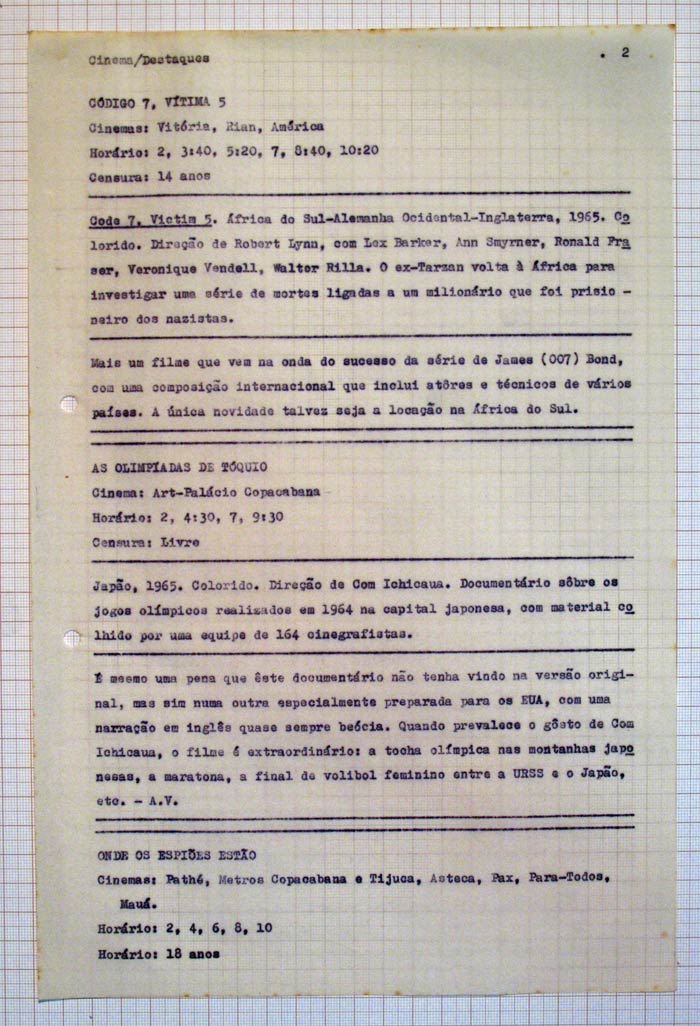 Cinema/Destaques . 2
CÓDIGO 7, VÍTIMA 5
Cinemas: Vitória, Rian, América
Horário: 2, 3:40, 5:20, 7, 8:40, 10:20
Censura: 14 anos
Code 7, Victim 5. África do Sul-Alemanha Ocidental-Inglaterra, 1965. Co
lorido. Direção de Robert Lynn, com Lex Barker, Ann Smyrner, Ronald Fra
ser, Veronique Vendell, Walter Rilla. O ex-Tarzan volta à África para
investigar uma série de mortes ligadas a um milionário que foi prisio -
neiro dos nazistas.
Mais um filme que vem na onda do sucesso da série de James (007) Bond,
com uma composição internacional que inclui atôres e técnicos de vários
países. A única novidade talvez seja a locação na África do Sul.
AS OLIMPÍADAS DE TÓQUIO
Cinema: Art-Palácio Copacabana
Horário: 2, 4:30, 7, 9:30
Censura: Livre
Japão, 1965. Colorido. Direção de Com Ichicaua. Documentário sôbre os
jogos olímpicos realizados em 1964 na capital japonesa, com material co
lhido por uma equipe de 164 cinegrafistas.
É mesmo uma pena que êste documentário não tenha vindo na versão origi-
nal, mas sim numa outra especialmente preparada para os EUA, com uma
narração em inglês quase sempre beócia. Quando prevalece o gôsto de Com
Ichicaua, o filme é extraordinário: a tocha olímpica nas montanhas japo
nesas, a maratona, a final de volibol feminino entre a URSS e o Japão,
etc. - A.V.
ONDE OS ESPIÕES ESTÃO
Cinemas: Pathé, Metros Copacabana e Tijuca, Asteca, Pax, Para-Todos,
Mauá.
Horário: 2, 4, 6, 8, 10
Horário: 18 anos